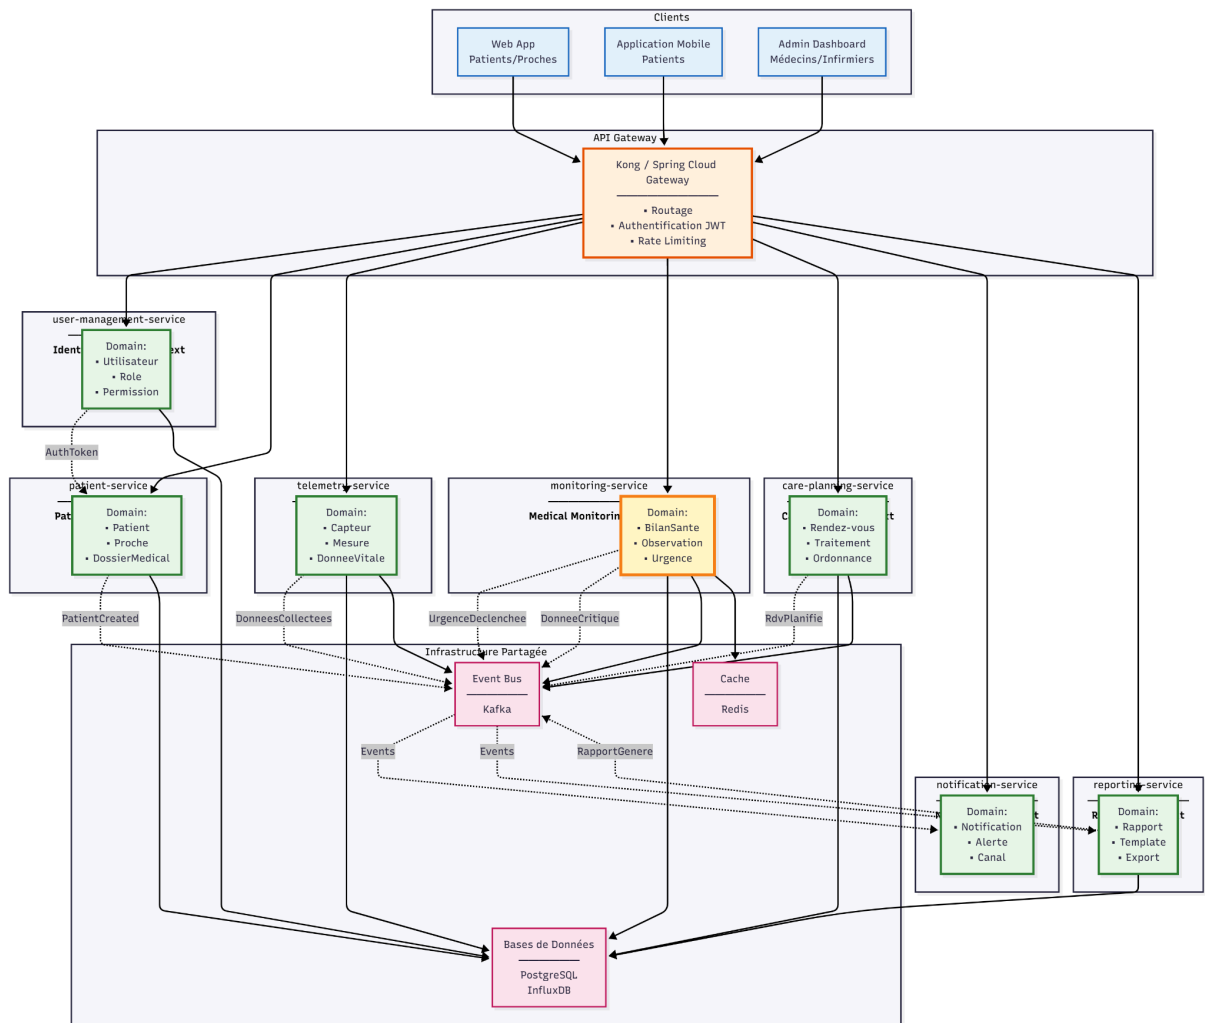 Clients
Web App
Patients/Proches
Application Mobile
Patients
Admin Dashboard
Médecins/Infirmiers
API Gateway
Kong / Spring Cloud
Gateway
▪ Routage
▪ Authentification JWT
▪ Rate Limiting
user-management-service
Domain:
▪ Utilisateur
▪ Role
▪ Permission
AuthToken
patient-service
Domain:
▪ Patient
▪ Proche
▪ DossierMedical
telemetry-service
Domain:
▪ Capteur
▪ Mesure
▪ DonneeVitale
monitoring-service
Medical Monitoring
Domain:
▪ BilanSante
▪ Observation
▪ Urgence
care-planning-service
Domain:
▪ Rendez-vous
▪ Traitement
▪ Ordonnance
PatientCreated
DonneesCollectees
UrgenceDeclenchee
DonneeCritique
RdvPlanifie
Infrastructure Partagée
Event Bus
Kafka
Cache
Redis
Events
Events
RapportGenere
notification-service
Domain:
▪ Notification
▪ Alerte
▪ Canal
reporting-service
Domain:
▪ Rapport
▪ Template
▪ Export
Bases de Données
PostgreSQL
InfluxDB